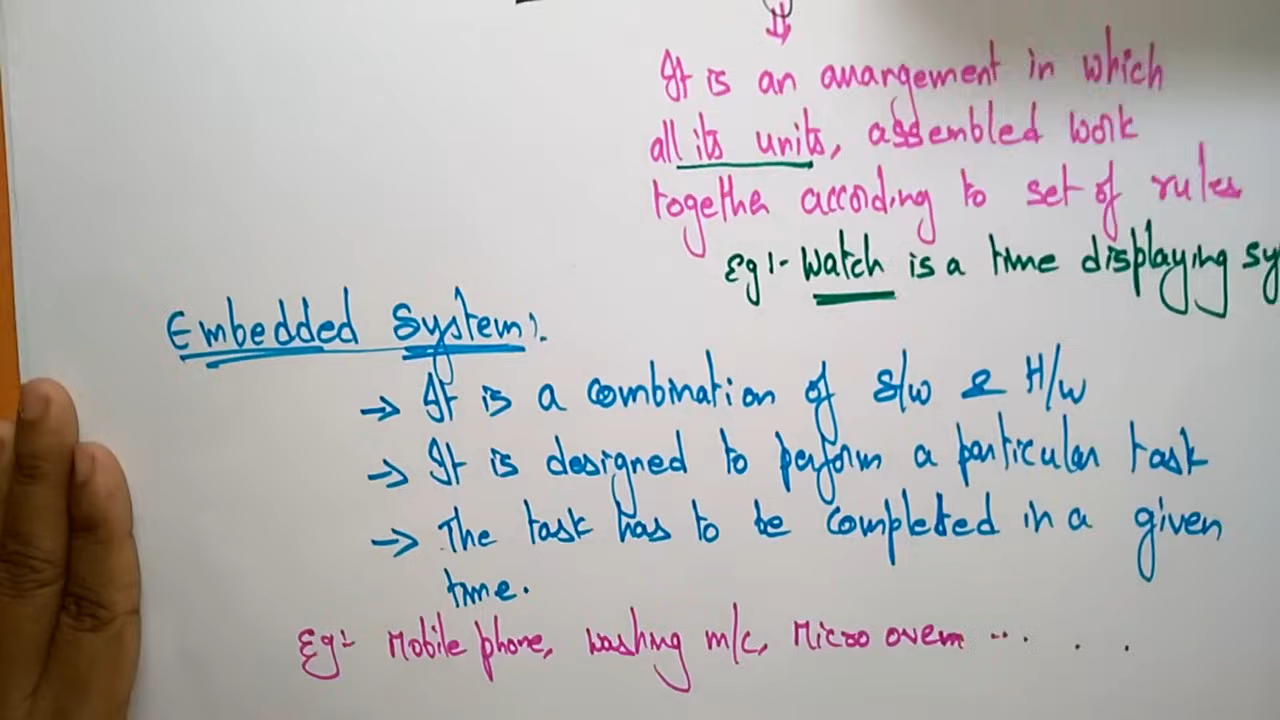 It is an arrangement in which
all its units, assembled work
together according to set of rules
Eg:- Watch is a time displaying sy
Embedded System:-
→ It is a combination of S/w & H/w
→ It is designed to perform a particular task
→ The task has to be completed in a given
time.
Eg:- Mobile phone, washing m/c, Micro oven ... . .